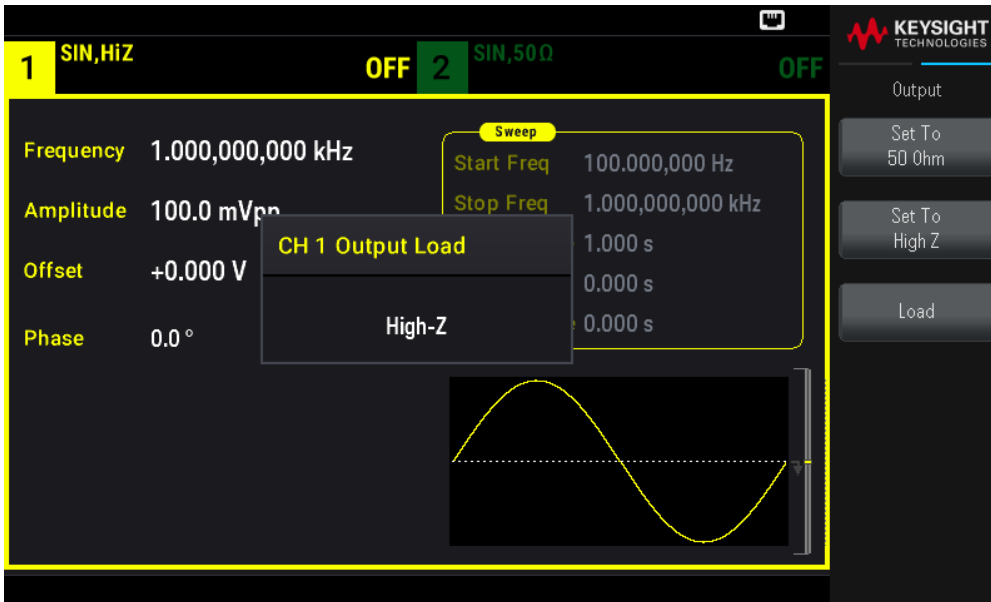 KEYSIGHT
TECHNOLOGIES
1 SIN,HiZ OFF
2 SIN,50Ω OFF
Frequency 1.000,000,000 kHz
Amplitude 100.0 mVpp
Offset +0.000 V
Phase 0.0 °
Sweep
Start Freq 100.000,000 Hz
Stop Freq 1.000,000,000 kHz
1.000 s
0.000 s
0.000 s
CH 1 Output Load
High-Z
Output
Set To
50 Ohm
Set To
High Z
Load